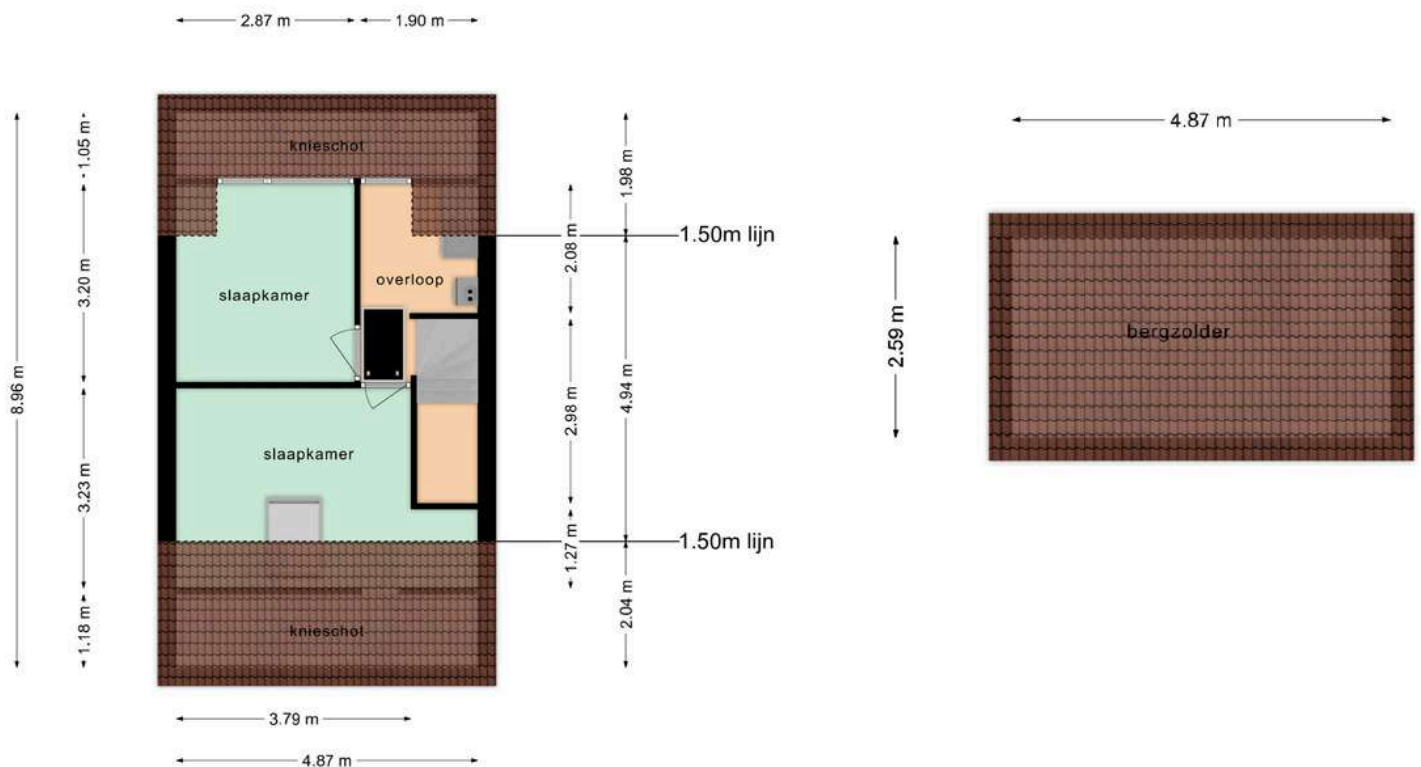 2.87 m
1.90 m
knieschot
1.05 m
1.98 m
4.87 m
1.50m lijn
2.08 m
overloop
slaapkamer
3.20 m
8.96 m
bergzolder
2.59 m
4.94 m
2.98 m
slaapkamer
3.23 m
1.50m lijn
1.27 m
2.04 m
1.18 m
knieschot
3.79 m
4.87 m